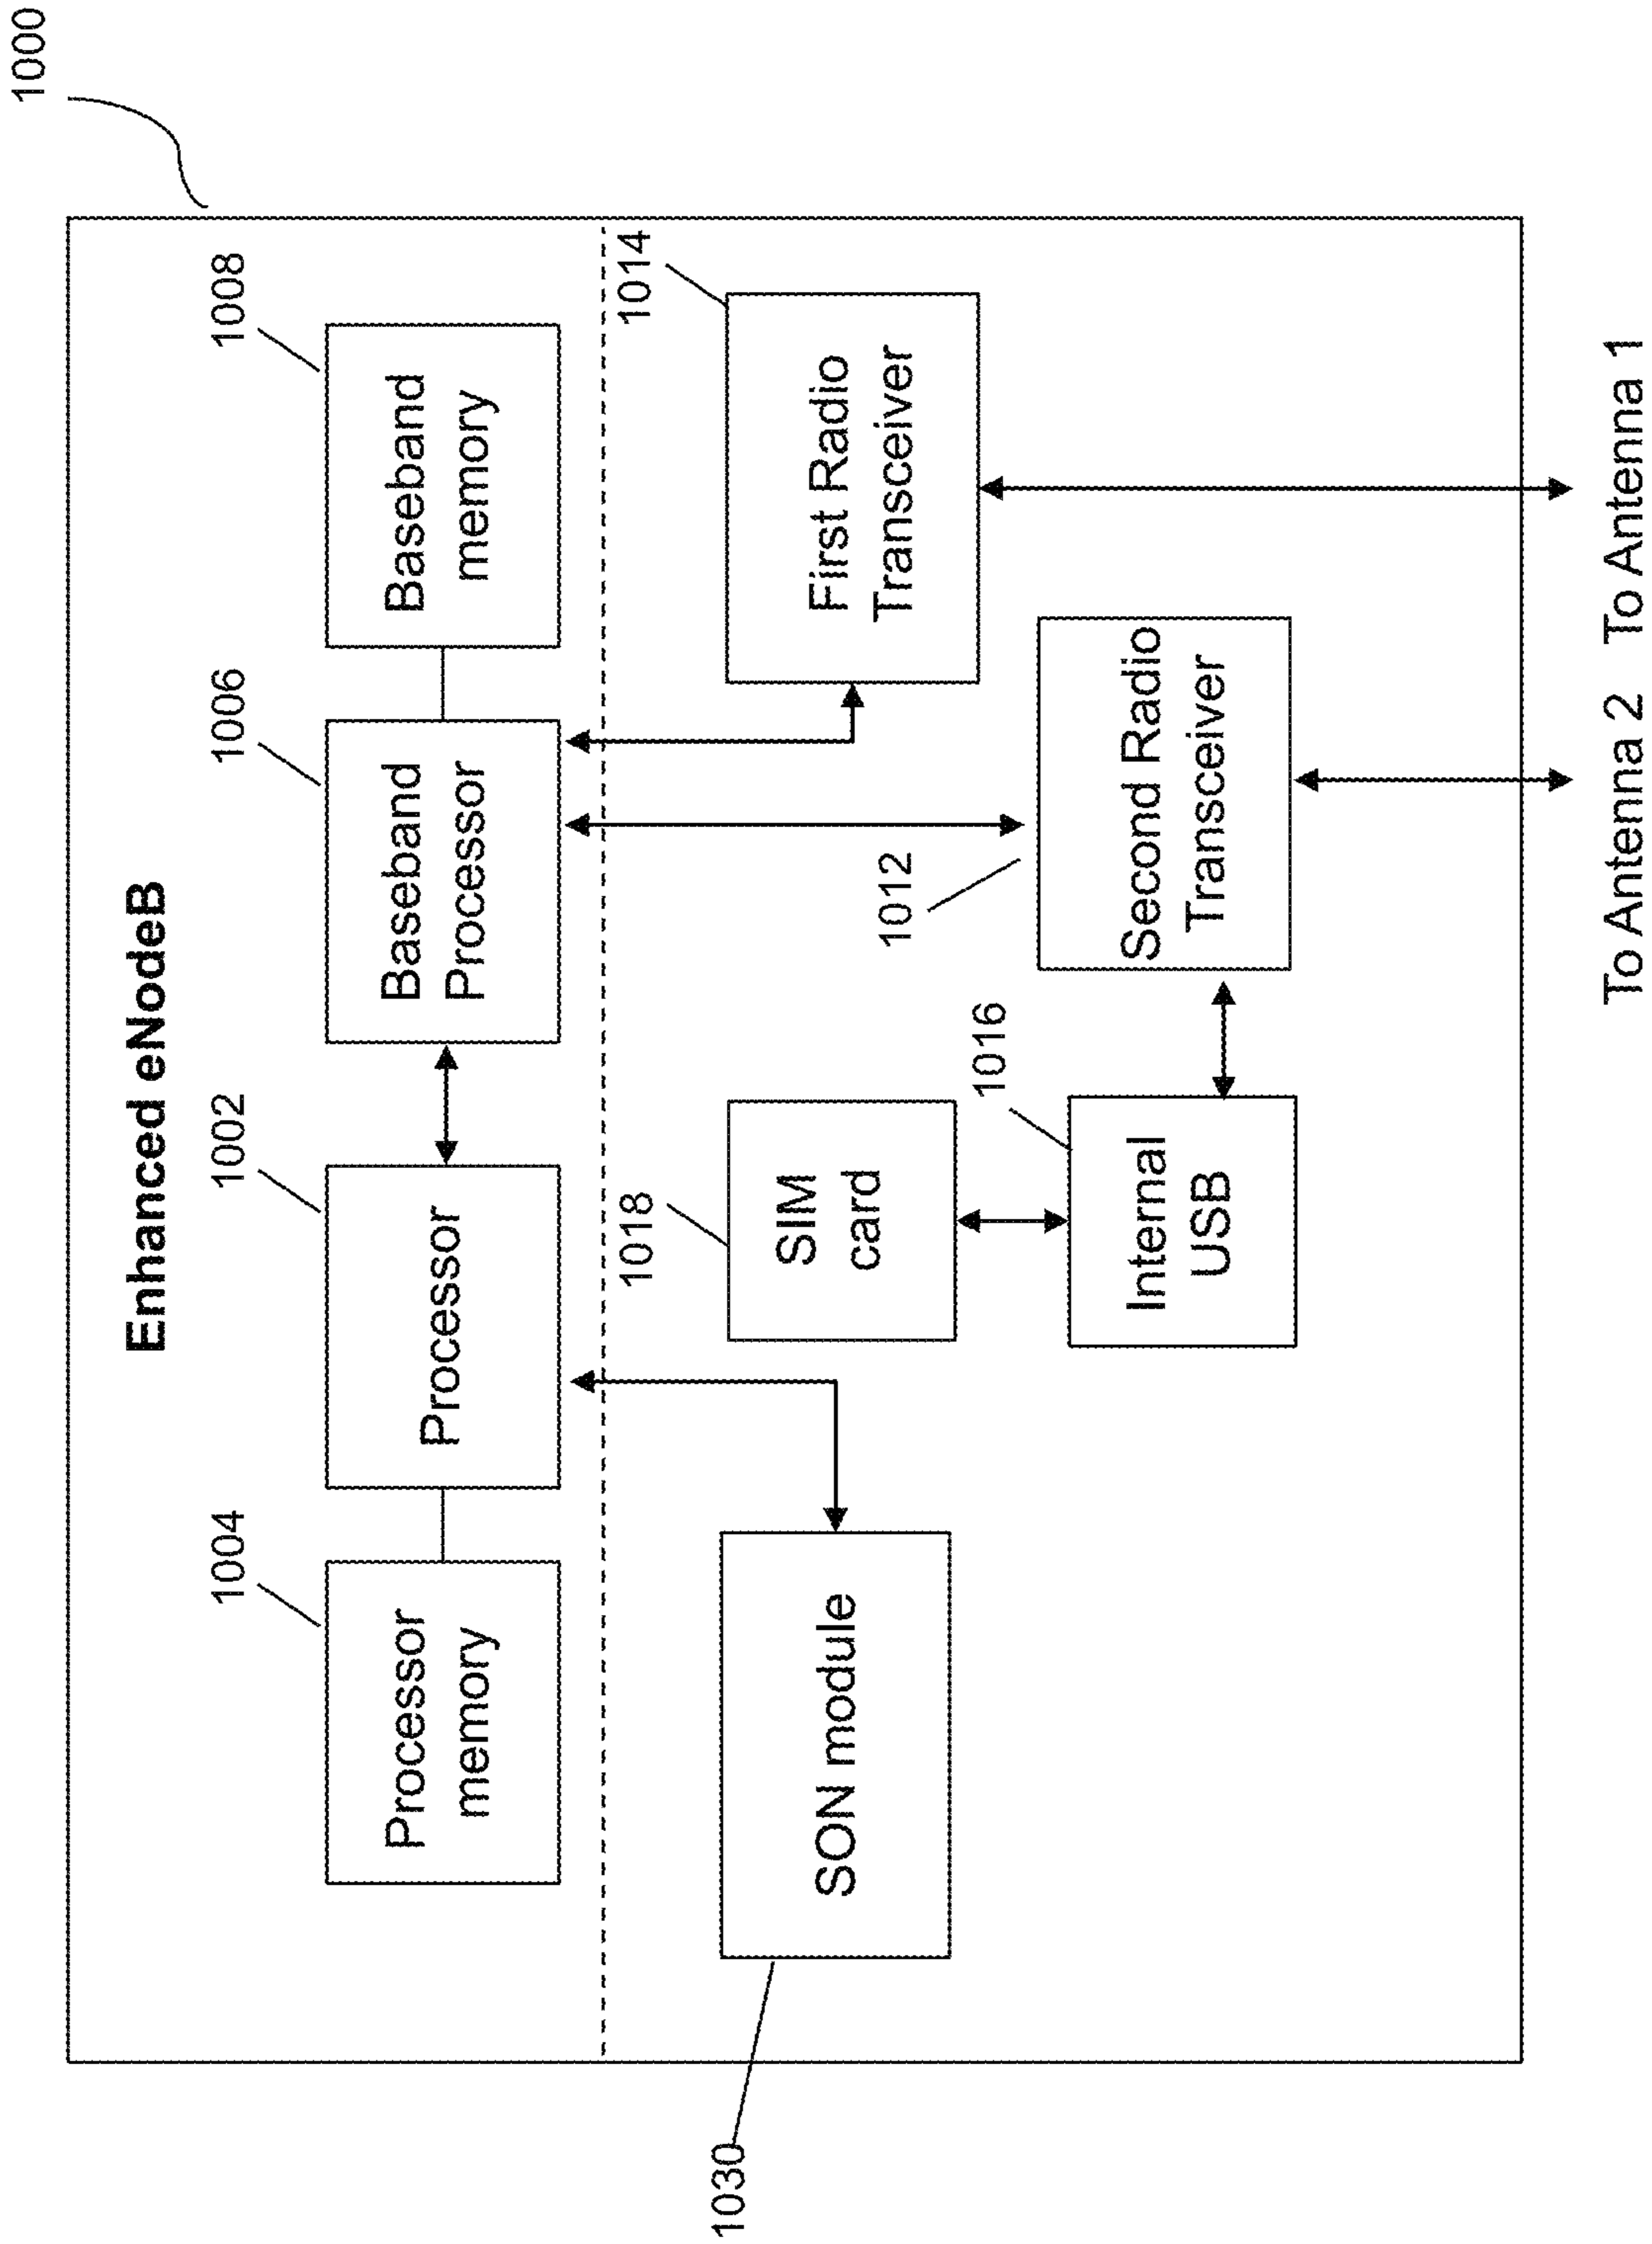 1000
Enhanced eNodeB
1004
1002
1006
1008
Processor
memory
Processor
Baseband
Processor
Baseband
memory
1030
1018
1014
SON module
SIM
card
First Radio
Transceiver
1012
1016
Internal
USB
Second Radio
Transceiver
To Antenna 2
To Antenna 1